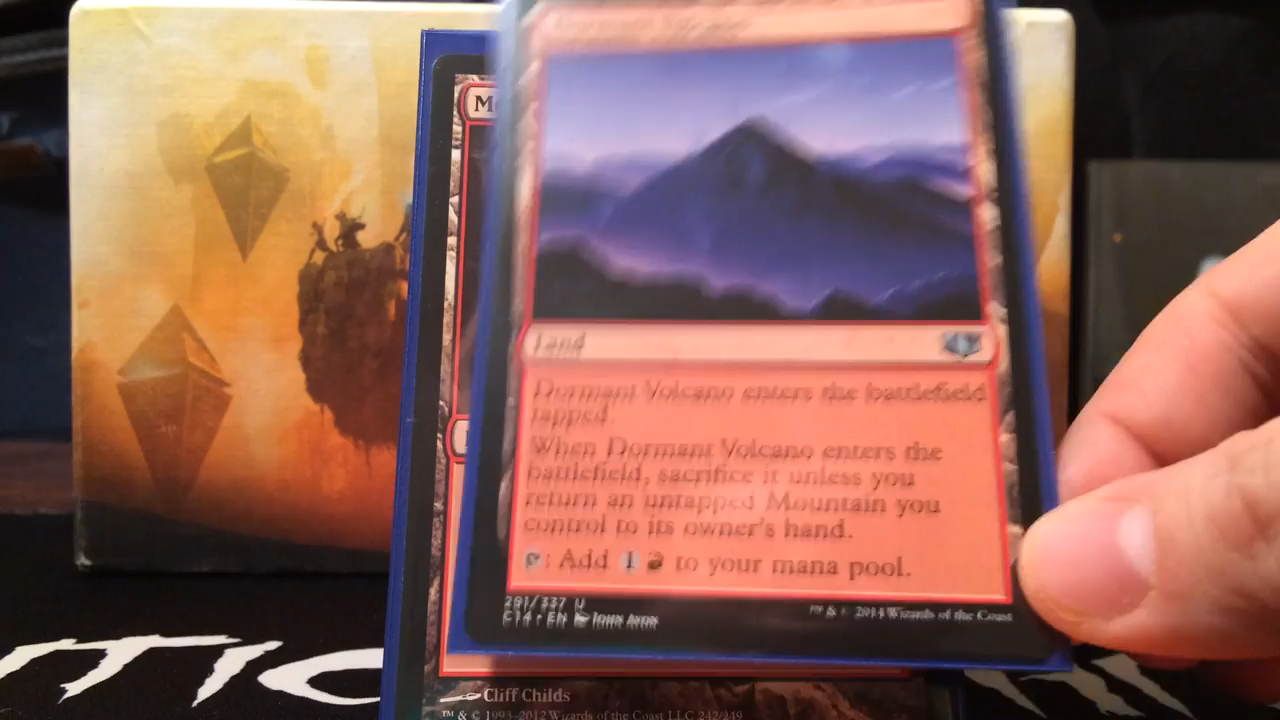 Dormant Volcano
Land
Dormant Volcano enters the battlefield
tapped.
When Dormant Volcano enters the
battlefield, sacrifice it unless you
return an untapped Mountain you
control to its owner's hand.
: Add 1 to your mana pool.
281/337 U
C14 • EN John Avon
™ & © 2014 Wizards of the Coast
Cliff Childs
™ & © 1993–2012 Wizards of the Coast LLC 242/249